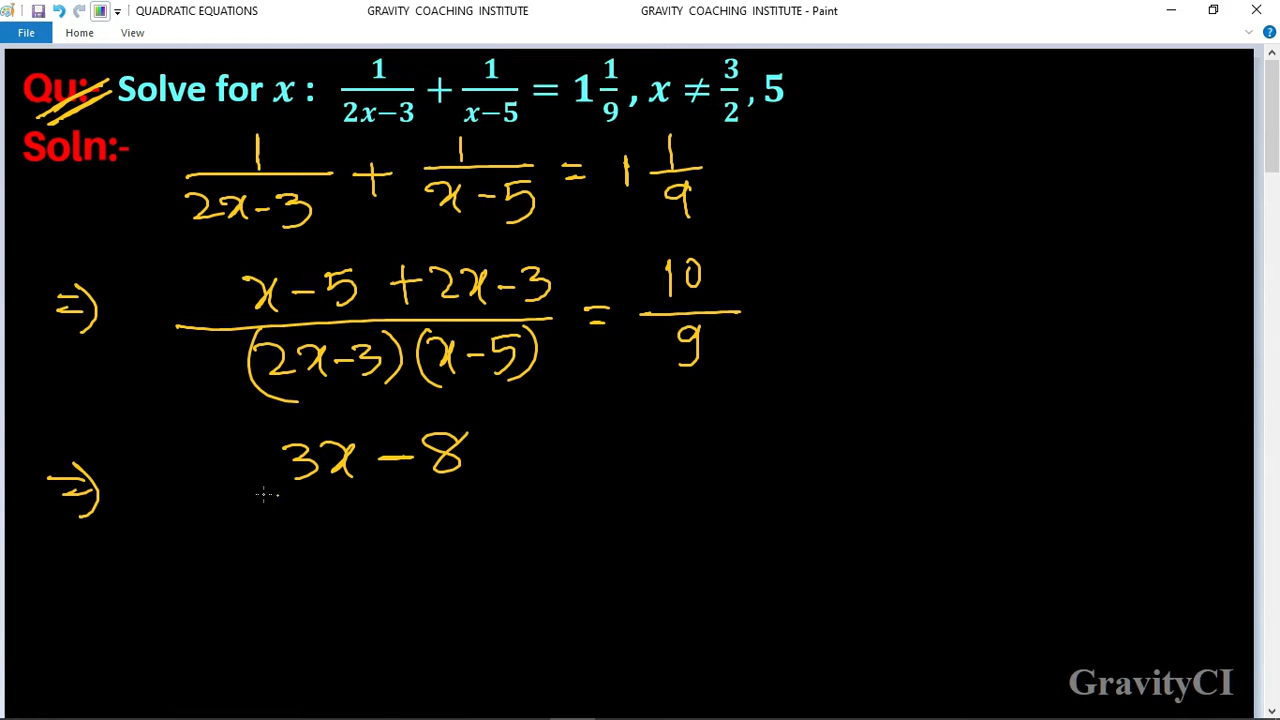 QUADRATIC EQUATIONS GRAVITY COACHING INSTITUTE GRAVITY COACHING INSTITUTE - Paint
File Home View
Qu:- Solve for x : 1/(2x−3) + 1/(x−5) = 1 1/9 , x ≠ 3/2 , 5
Soln:-
1/(2x-3) + 1/(x-5) = 1 1/9
⇒ (x-5+2x-3)/((2x-3)(x-5)) = 10/9
⇒ 3x-8
GravityCI